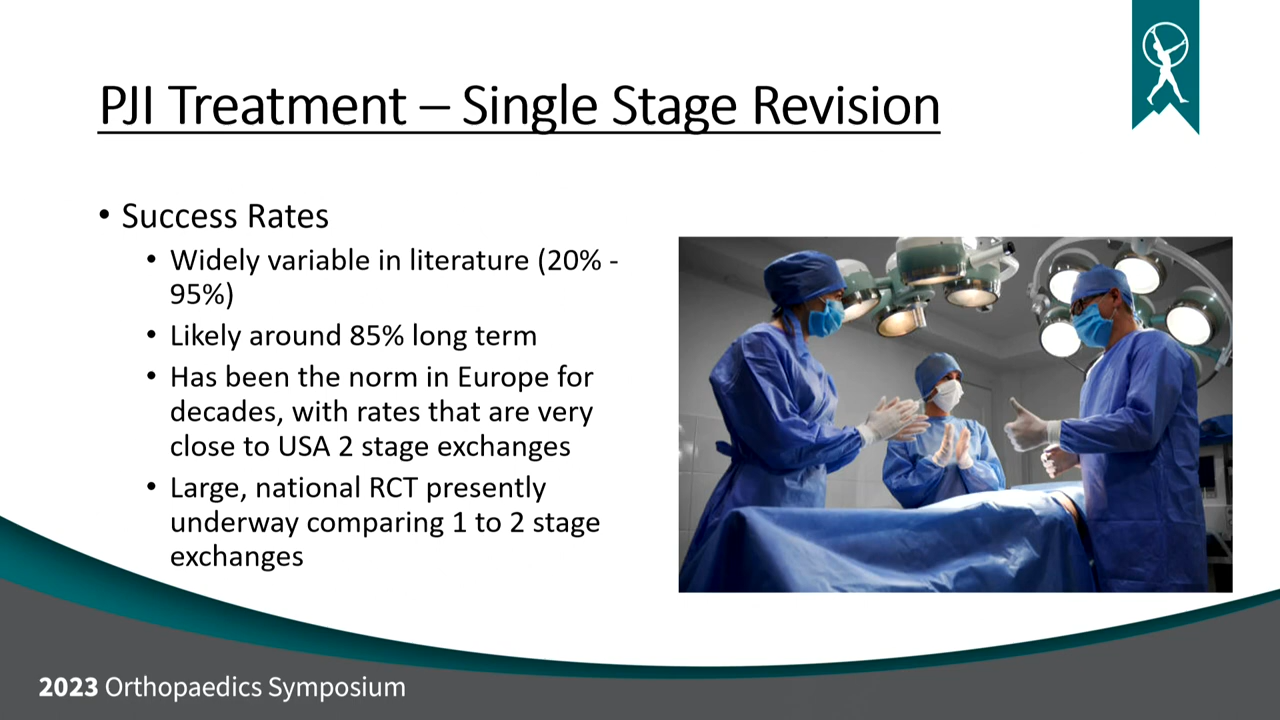 PJI Treatment – Single Stage Revision
• Success Rates
• Widely variable in literature (20% -
95%)
• Likely around 85% long term
• Has been the norm in Europe for
decades, with rates that are very
close to USA 2 stage exchanges
• Large, national RCT presently
underway comparing 1 to 2 stage
exchanges
2023 Orthopaedics Symposium